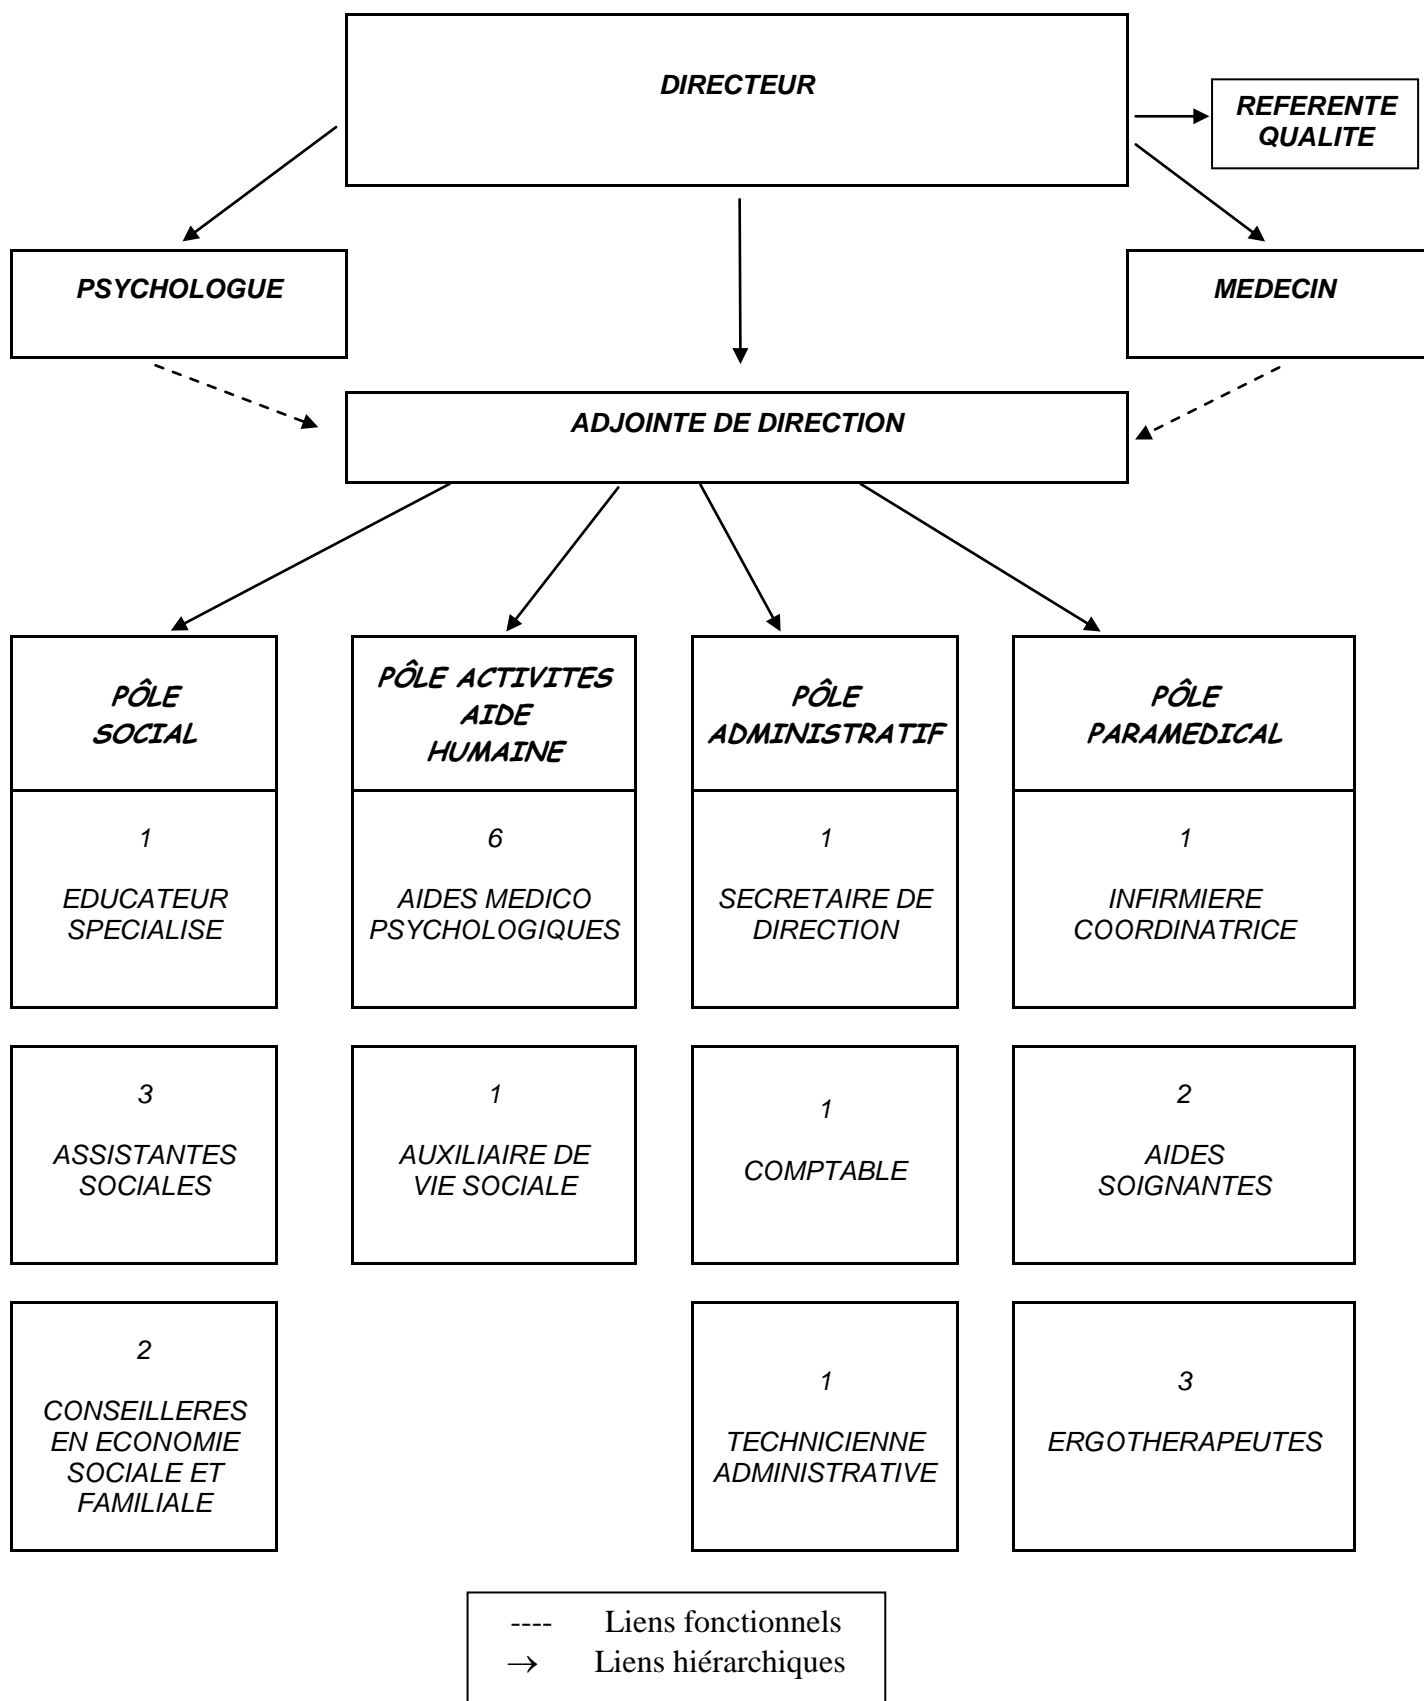 DIRECTEUR
REFERENTE
QUALITE
PSYCHOLOGUE
MEDECIN
ADJOINTE DE DIRECTION
PÔLE
SOCIAL
1
EDUCATEUR
SPECIALISE
3
ASSISTANTES
SOCIALES
2
CONSEILLERES
EN ECONOMIE
SOCIALE ET
FAMILIALE
PÔLE ACTIVITES
AIDE
HUMAINE
6
AIDES MEDICO
PSYCHOLOGIQUES
1
AUXILIAIRE DE
VIE SOCIALE
PÔLE
ADMINISTRATIF
1
SECRETAIRE DE
DIRECTION
1
COMPTABLE
1
TECHNICIENNE
ADMINISTRATIVE
PÔLE
PARAMEDICAL
1
INFIRMIERE
COORDINATRICE
2
AIDES
SOIGNANTES
3
ERGOTHERAPEUTES
---- Liens fonctionnels
→ Liens hiérarchiques